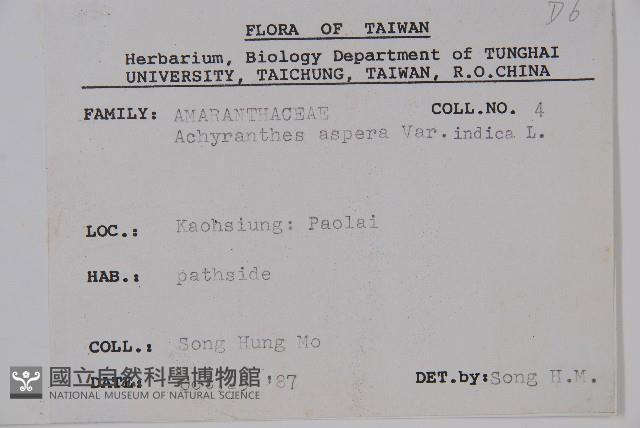 D6
FLORA OF TAIWAN
Herbarium, Biology Department of TUNGHAI
UNIVERSITY, TAICHUNG, TAIWAN, R.O.CHINA
FAMILY: AMARANTHACEAE COLL.NO. 4
Achyranthes aspera Var. indica L.
LOC.: Kaohsiung: Paolai
HAB.: pathside
COLL.: Song Hung Mo
DATE: '87 DET.by: Song H.M.
國立自然科學博物館
NATIONAL MUSEUM OF NATURAL SCIENCE